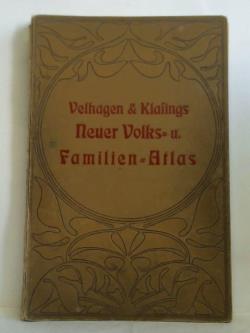 Velhagen & Klasings
Neuer Volks= u.
Familien=Atlas